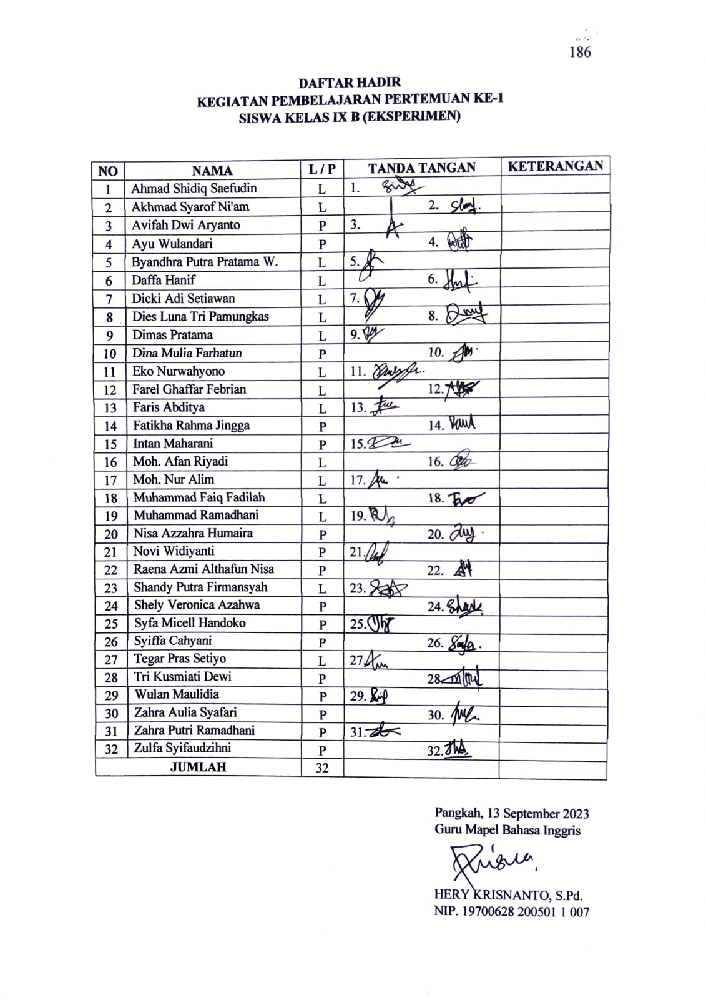 186
DAFTAR HADIR
KEGIATAN PEMBELAJARAN PERTEMUAN KE-1
SISWA KELAS IX B (EKSPERIMEN)
NO NAMA L / P TANDA TANGAN KETERANGAN
1 Ahmad Shidiq Saefudin L 1.
2 Akhmad Syarof Ni'am L 2.
3 Avifah Dwi Aryanto P 3.
4 Ayu Wulandari P 4.
5 Byandhra Putra Pratama W. L 5.
6 Daffa Hanif L 6.
7 Dicki Adi Setiawan L 7.
8 Dies Luna Tri Pamungkas L 8.
9 Dimas Pratama L 9.
10 Dina Mulia Farhatun P 10.
11 Eko Nurwahyono L 11.
12 Farel Ghaffar Febrian L 12.
13 Faris Abditya L 13.
14 Fatikha Rahma Jingga P 14.
15 Intan Maharani P 15.
16 Moh. Afan Riyadi L 16.
17 Moh. Nur Alim L 17.
18 Muhammad Faiq Fadilah L 18.
19 Muhammad Ramadhani L 19.
20 Nisa Azzahra Humaira P 20.
21 Novi Widiyanti P 21.
22 Raena Azmi Althafun Nisa P 22.
23 Shandy Putra Firmansyah L 23.
24 Shely Veronica Azahwa P 24.
25 Syfa Micell Handoko P 25.
26 Syiffa Cahyani P 26.
27 Tegar Pras Setiyo L 27
28 Tri Kusmiati Dewi P 28
29 Wulan Maulidia P 29.
30 Zahra Aulia Syafari P 30.
31 Zahra Putri Ramadhani P 31.
32 Zulfa Syifaudzihni P 32.
JUMLAH 32
Pangkah, 13 September 2023
Guru Mapel Bahasa Inggris
HERY KRISNANTO, S.Pd.
NIP. 19700628 200501 1 007